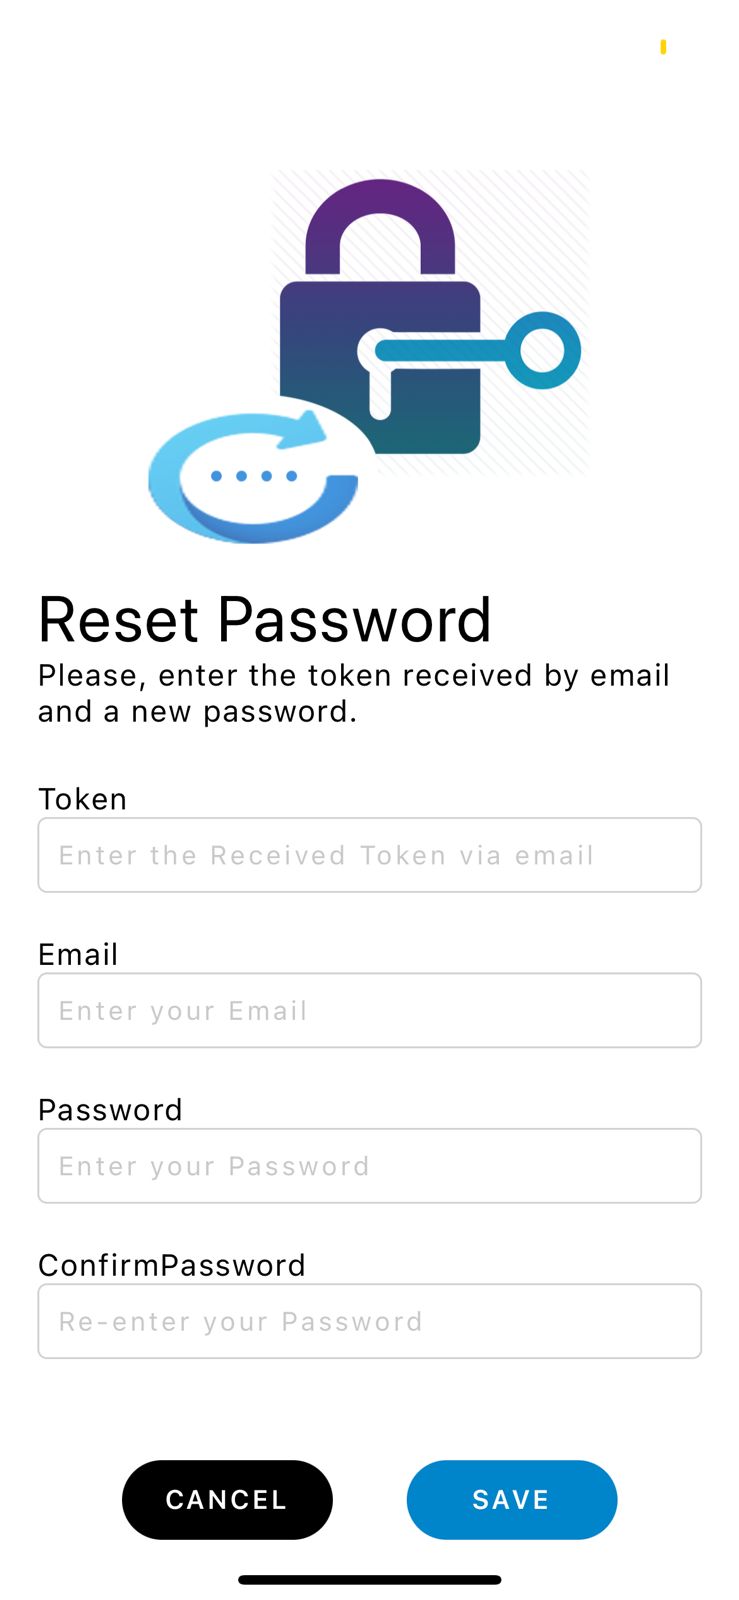 Reset Password
Please, enter the token received by email
and a new password.
Token
Enter the Received Token via email
Email
Enter your Email
Password
Enter your Password
ConfirmPassword
Re-enter your Password
CANCEL
SAVE